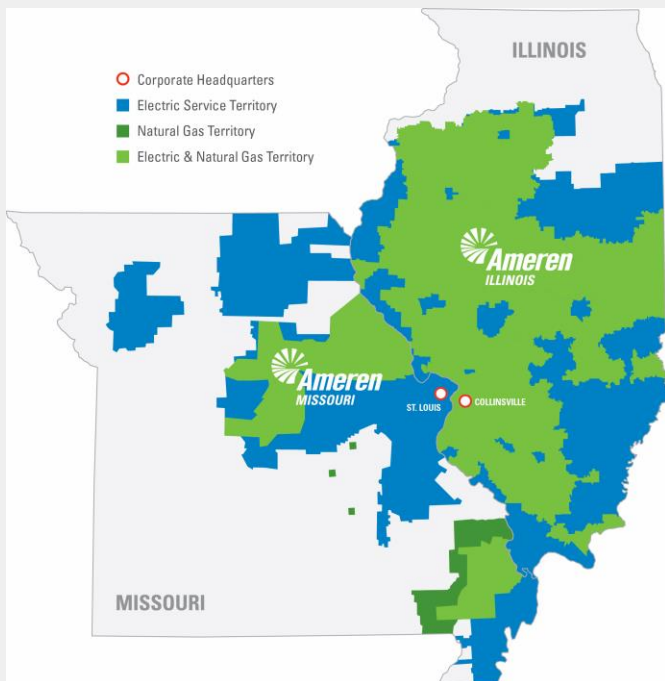 ILLINOIS
Corporate Headquarters
Electric Service Territory
Natural Gas Territory
Electric & Natural Gas Territory
Ameren
ILLINOIS
Ameren
MISSOURI
ST. LOUIS
COLLINSVILLE
MISSOURI